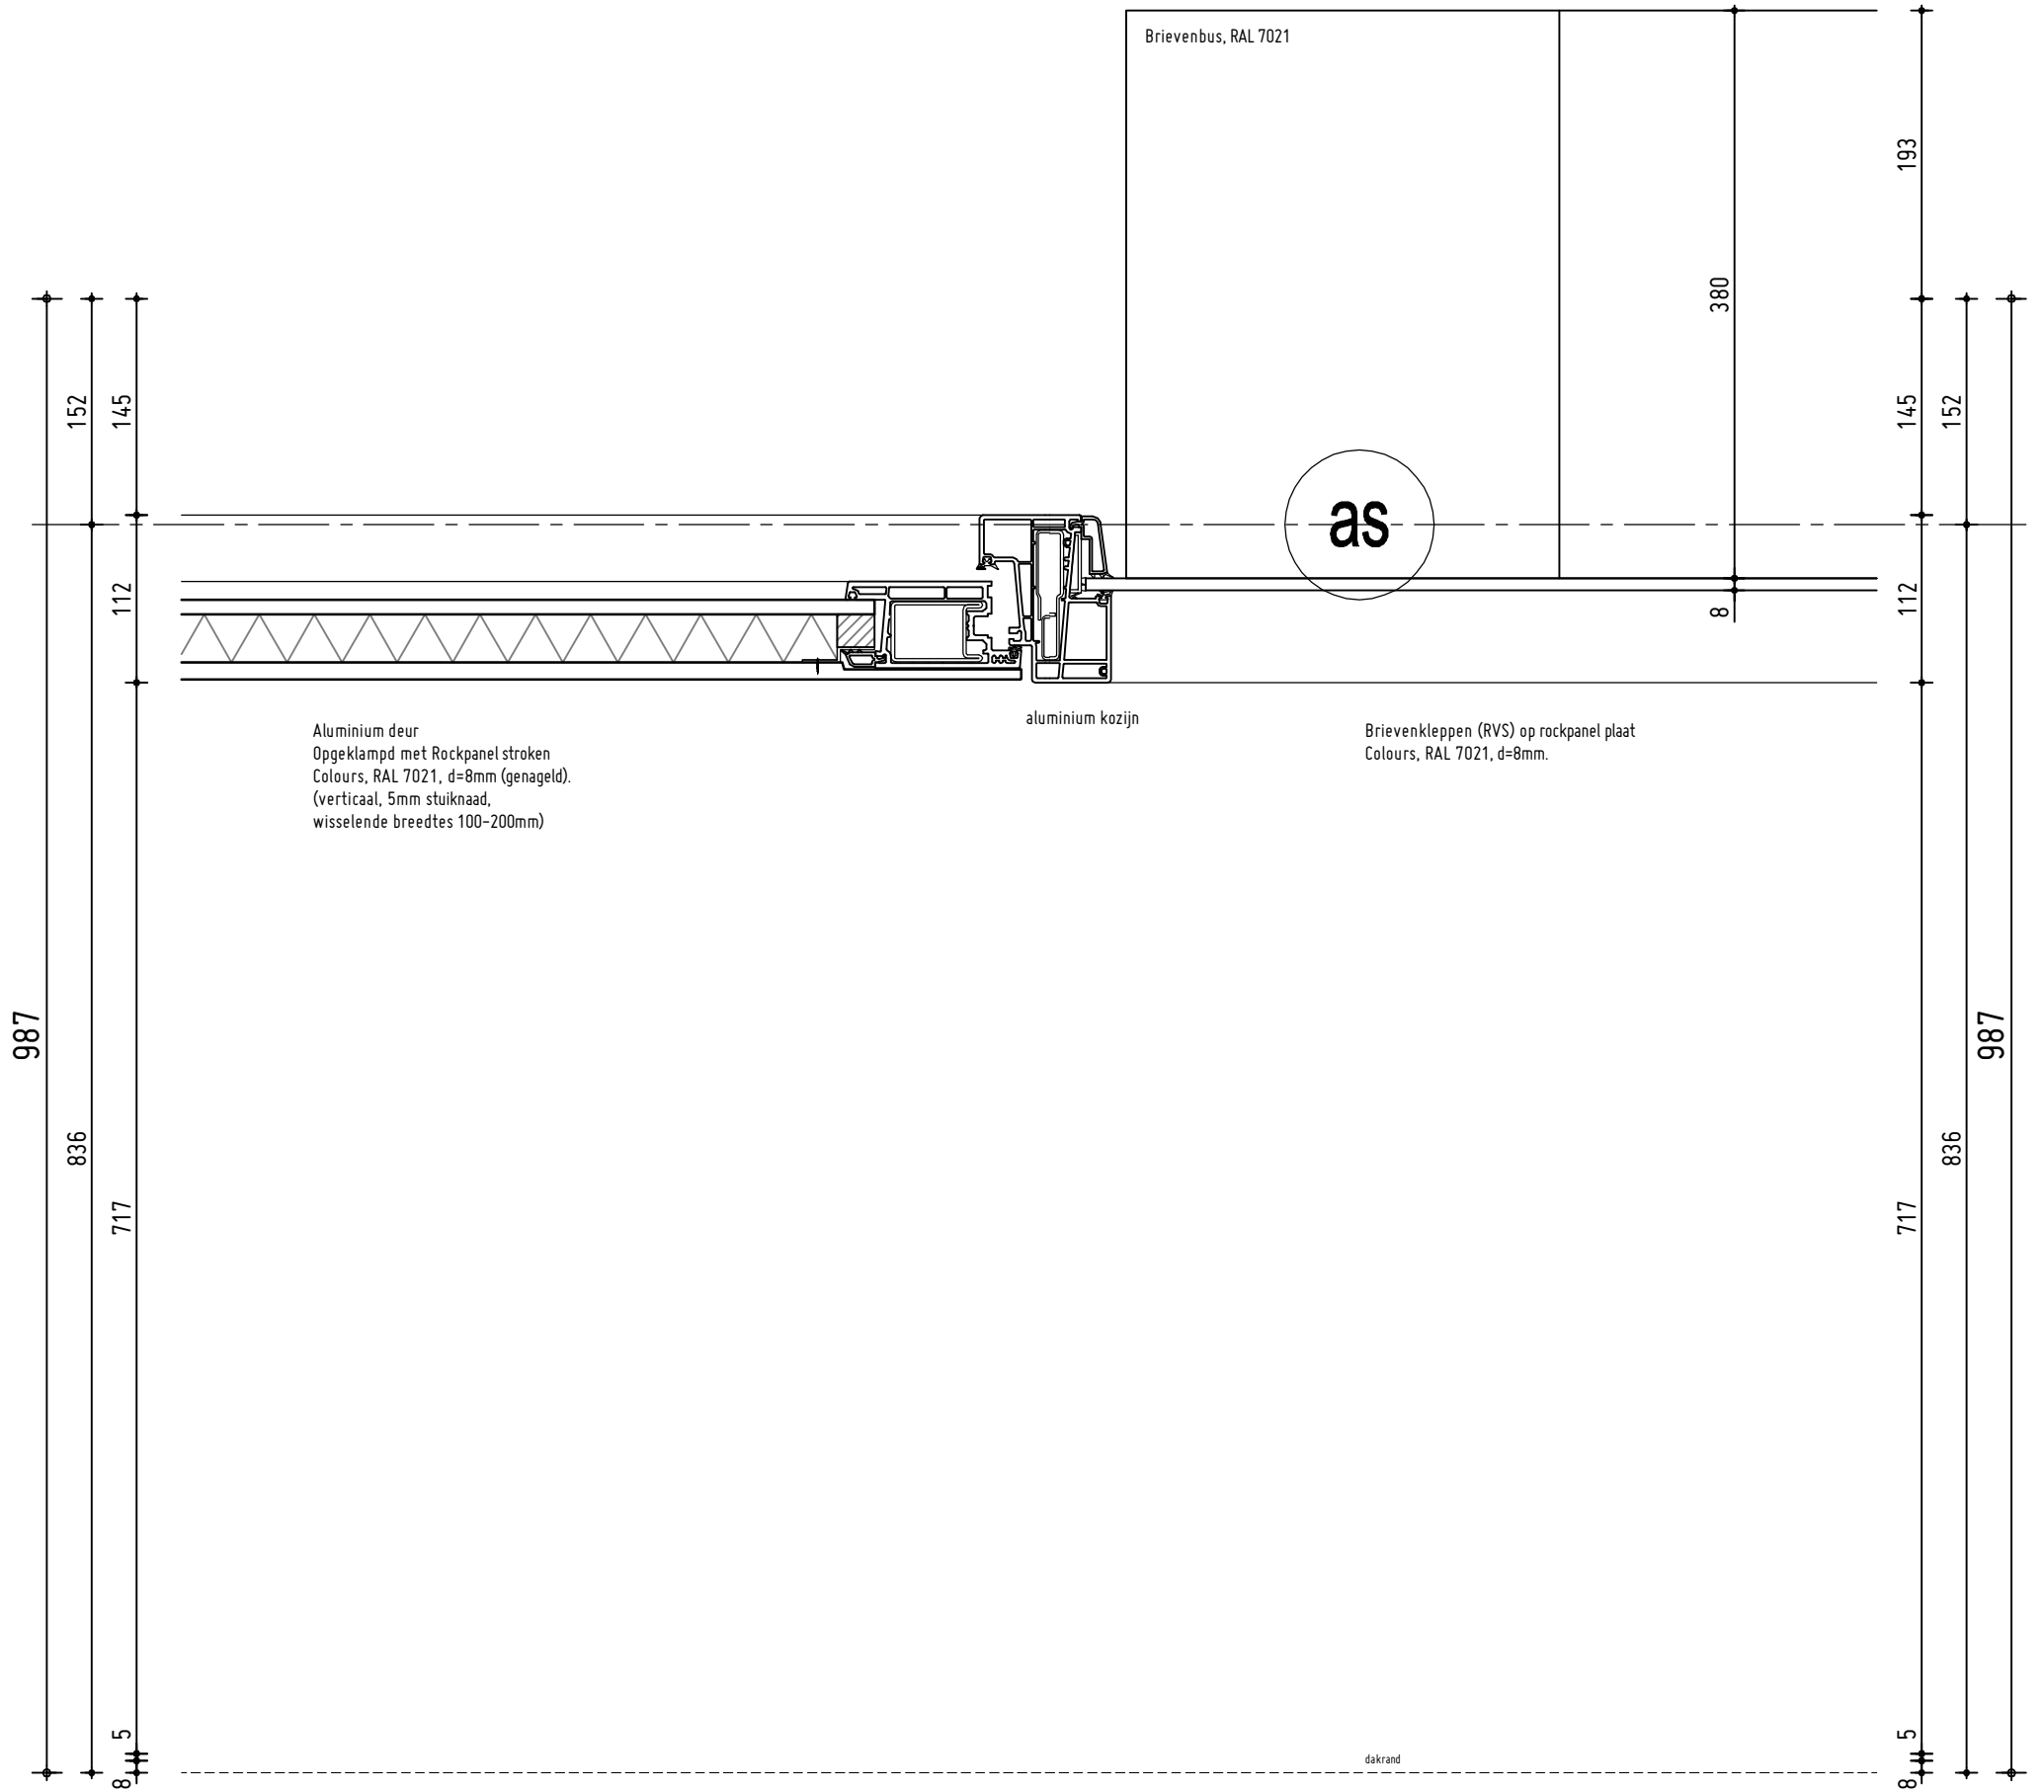 Brievenbus, RAL 7021
193
380
152
145
145
152
as
112
112
8
aluminium kozijn
Aluminium deur
Opgeklampd met Rockpanel stroken
Colours, RAL 7021, d=8mm (genageld).
(verticaal, 5mm stuiknaad,
wisselende breedtes 100-200mm)
Brievenkleppen (RVS) op rockpanel plaat
Colours, RAL 7021, d=8mm.
987
987
836
836
717
717
5
5
dakrand
8
8